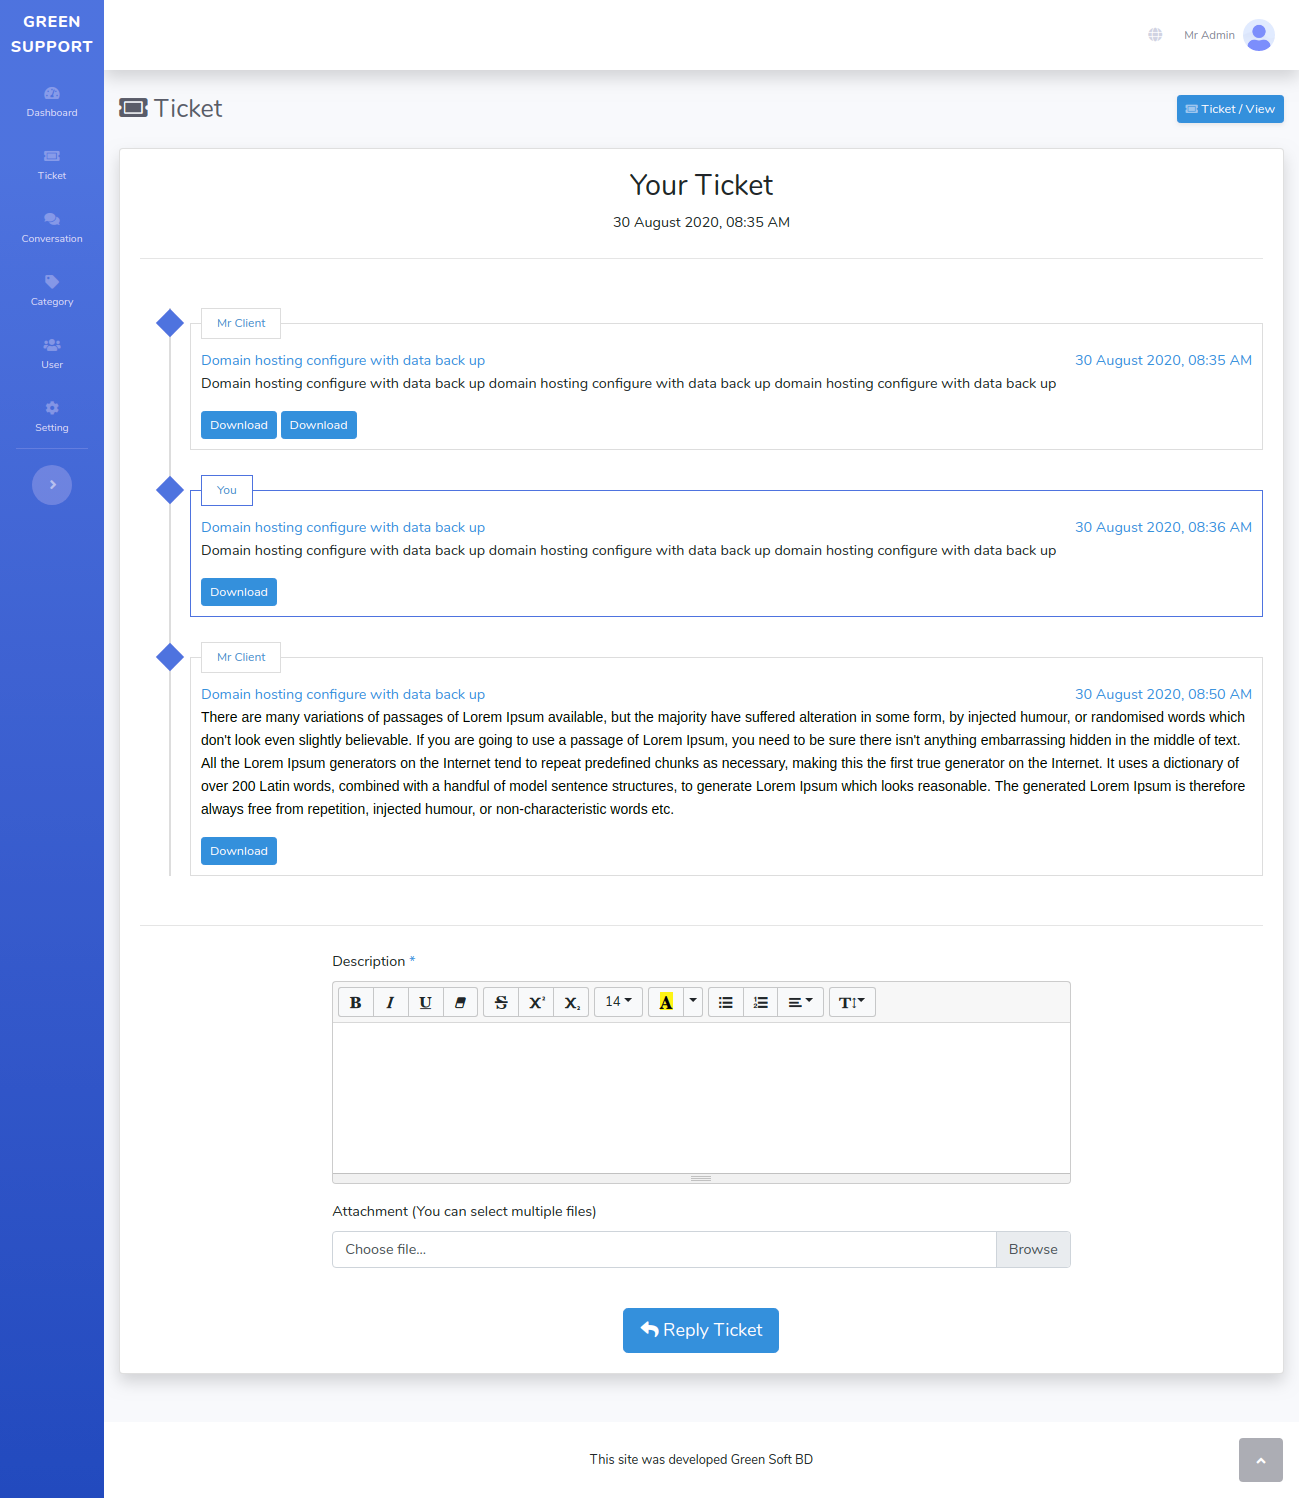 GREEN
SUPPORT
Mr Admin
Dashboard
Ticket
Conversation
Category
User
Setting
Ticket
Ticket / View
Your Ticket
30 August 2020, 08:35 AM
Mr Client
Domain hosting configure with data back up 30 August 2020, 08:35 AM
Domain hosting configure with data back up domain hosting configure with data back up domain hosting configure with data back up
Download Download
You
Domain hosting configure with data back up 30 August 2020, 08:36 AM
Domain hosting configure with data back up domain hosting configure with data back up domain hosting configure with data back up
Download
Mr Client
Domain hosting configure with data back up 30 August 2020, 08:50 AM
There are many variations of passages of Lorem Ipsum available, but the majority have suffered alteration in some form, by injected humour, or randomised words which
don't look even slightly believable. If you are going to use a passage of Lorem Ipsum, you need to be sure there isn't anything embarrassing hidden in the middle of text.
All the Lorem Ipsum generators on the Internet tend to repeat predefined chunks as necessary, making this the first true generator on the Internet. It uses a dictionary of
over 200 Latin words, combined with a handful of model sentence structures, to generate Lorem Ipsum which looks reasonable. The generated Lorem Ipsum is therefore
always free from repetition, injected humour, or non-characteristic words etc.
Download
Description *
B I U S X² X₂ 14 A T
Attachment (You can select multiple files)
Choose file... Browse
Reply Ticket
This site was developed Green Soft BD